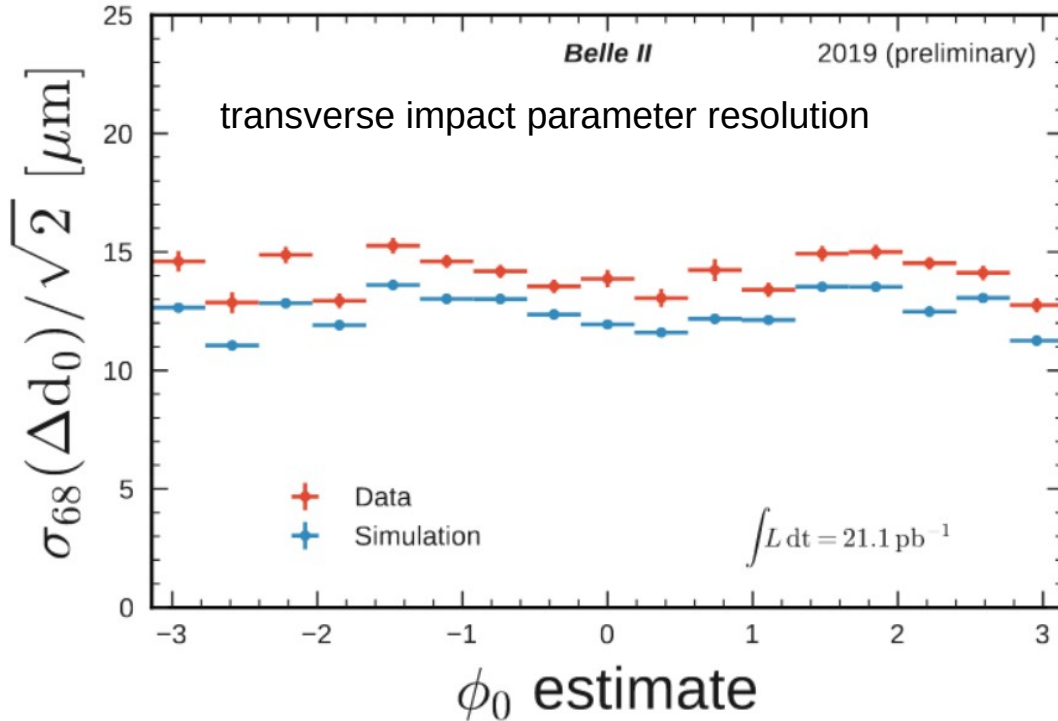 Belle II 2019 (preliminary)
transverse impact parameter resolution
σ₆₈(Δd₀)/√2 [μm]
25
20
15
10
5
0
Data
Simulation
∫L dt = 21.1 pb⁻¹
−3 −2 −1 0 1 2 3
ϕ₀ estimate